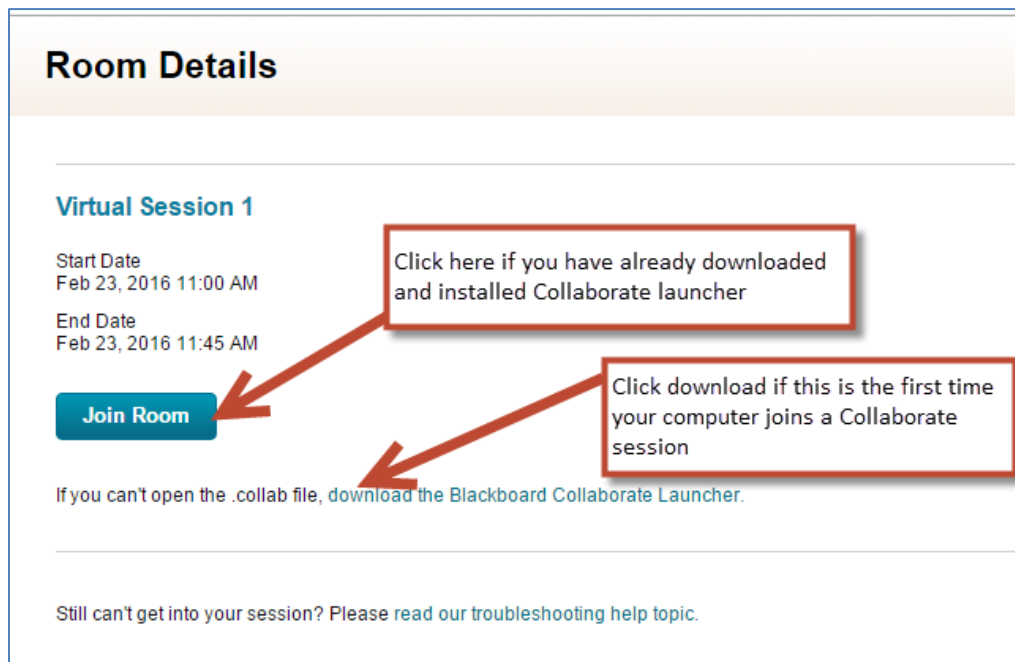 Room Details
Virtual Session 1
Start Date
Feb 23, 2016 11:00 AM
End Date
Feb 23, 2016 11:45 AM
Click here if you have already downloaded
and installed Collaborate launcher
Join Room
Click download if this is the first time
your computer joins a Collaborate
session
If you can't open the .collab file, download the Blackboard Collaborate Launcher.
Still can't get into your session? Please read our troubleshooting help topic.